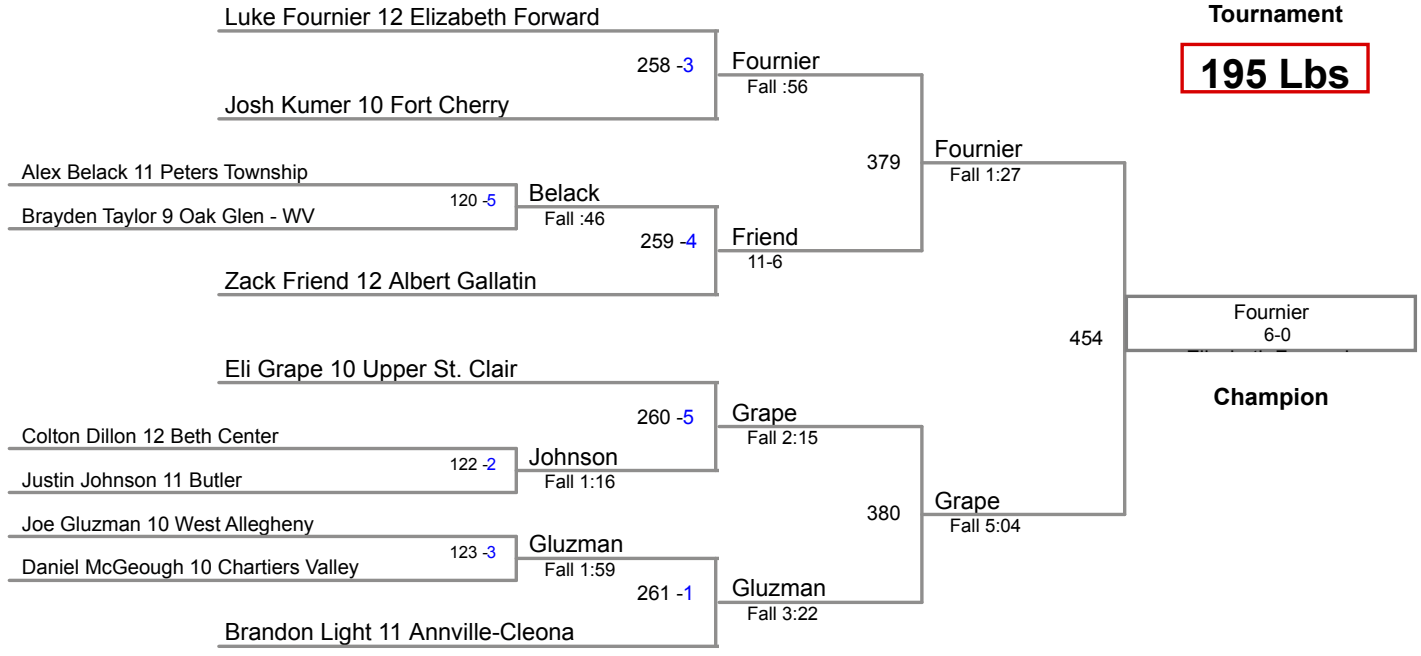 Luke Fournier 12 Elizabeth Forward
Tournament
195 Lbs
258 -3
Fournier
Fall :56
Josh Kumer 10 Fort Cherry
379
Fournier
Fall 1:27
Alex Belack 11 Peters Township
120 -5
Belack
Fall :46
Brayden Taylor 9 Oak Glen - WV
259 -4
Friend
11-6
Zack Friend 12 Albert Gallatin
454
Fournier
6-0
Champion
Eli Grape 10 Upper St. Clair
260 -5
Grape
Fall 2:15
Colton Dillon 12 Beth Center
122 -2
Johnson
Fall 1:16
Justin Johnson 11 Butler
380
Grape
Fall 5:04
Joe Gluzman 10 West Allegheny
123 -3
Gluzman
Fall 1:59
Daniel McGeough 10 Chartiers Valley
261 -1
Gluzman
Fall 3:22
Brandon Light 11 Annville-Cleona